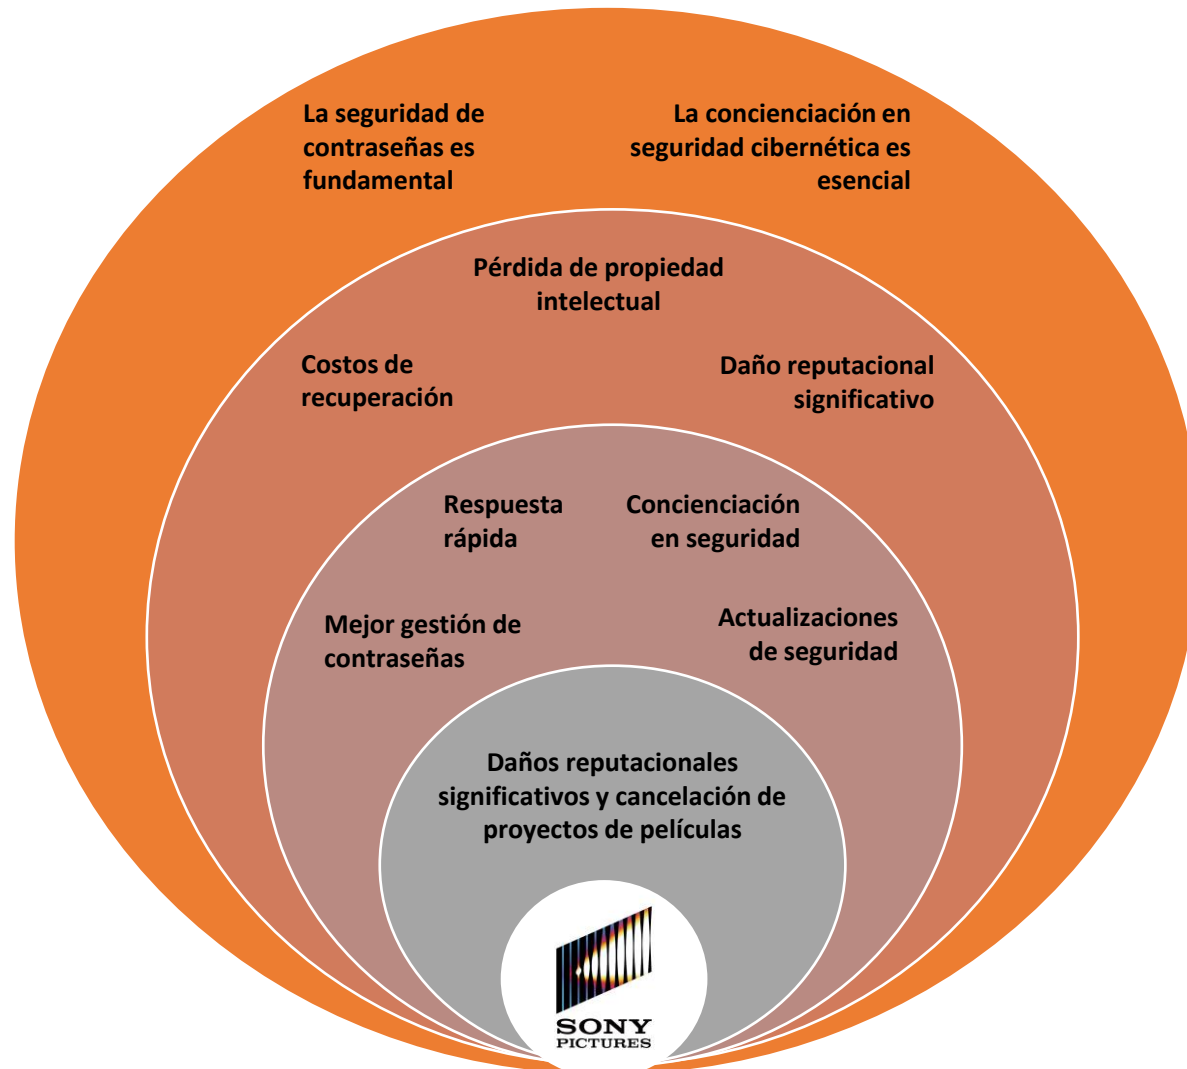 La seguridad de
contraseñas es
fundamental
La concienciación en
seguridad cibernética es
esencial
Pérdida de propiedad
intelectual
Costos de
recuperación
Daño reputacional
significativo
Respuesta
rápida
Concienciación
en seguridad
Mejor gestión de
contraseñas
Actualizaciones
de seguridad
Daños reputacionales
significativos y cancelación de
proyectos de películas
SONY
PICTURES